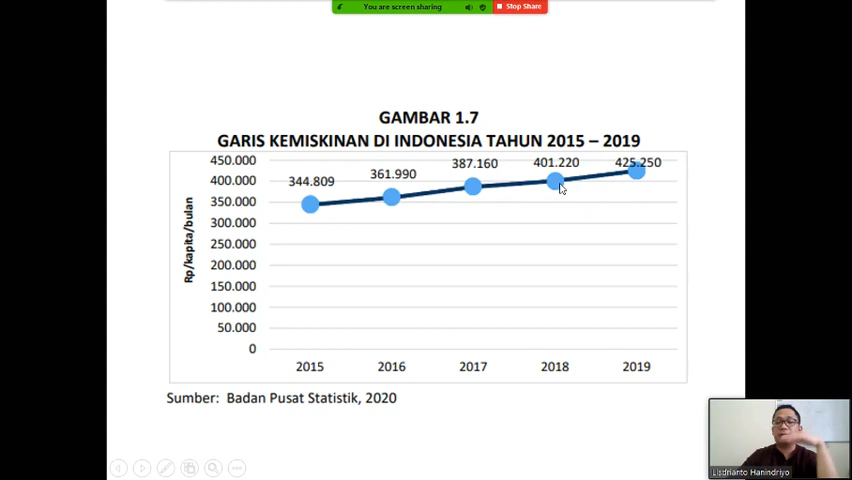 You are screen sharing
Stop Share
GAMBAR 1.7
GARIS KEMISKINAN DI INDONESIA TAHUN 2015 – 2019
450.000
400.000
350.000
300.000
250.000
200.000
150.000
100.000
50.000
0
Rp/kapita/bulan
344.809
361.990
387.160
401.220
425.250
2015 2016 2017 2018 2019
Sumber: Badan Pusat Statistik, 2020
Lisdrianto Hanindriyo